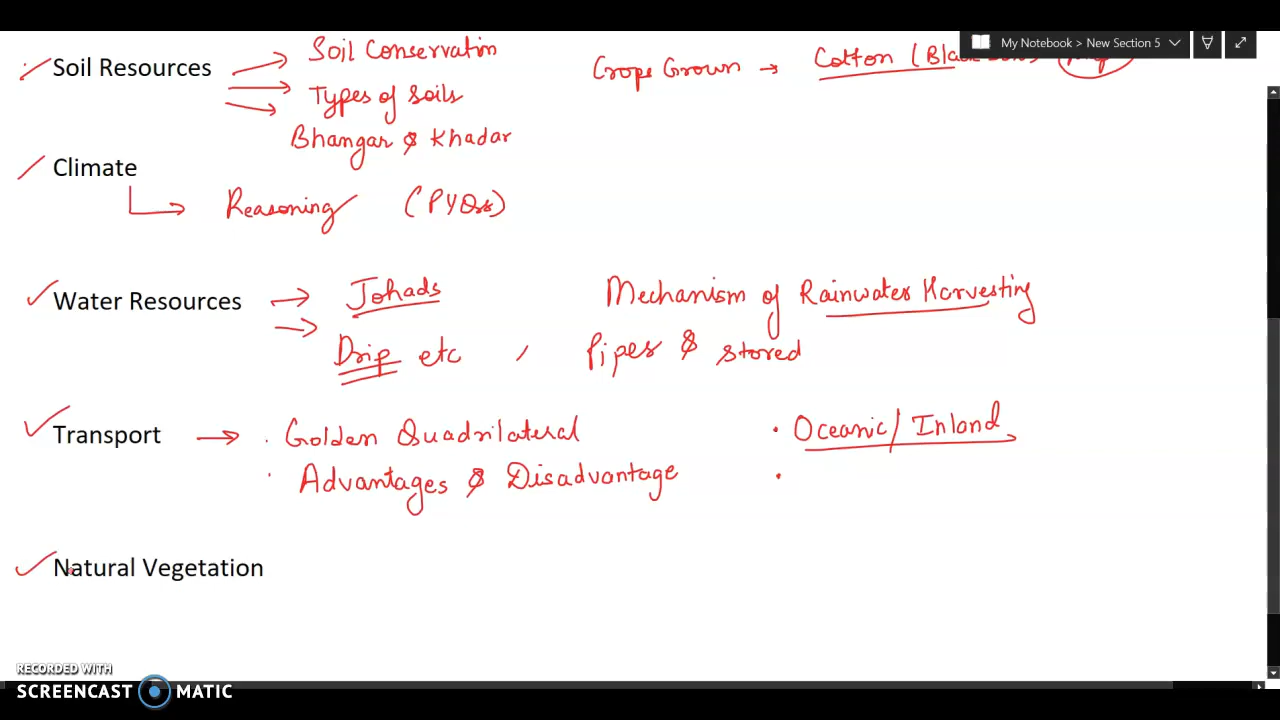 My Notebook > New Section 5
Soil Resources → Soil Conservation
Crops Grown → Cotton (Black
→ Types of Soils
→ Bhangar & Khadar
Climate
Reasoning (PYQs)
Water Resources → Johads
Mechanism of Rainwater Harvesting
→ Drip etc , Pipes & stored
Transport → · Golden Quadrilateral
· Oceanic / Inland
· Advantages & Disadvantage
·
Natural Vegetation
RECORDED WITH
SCREENCAST MATIC